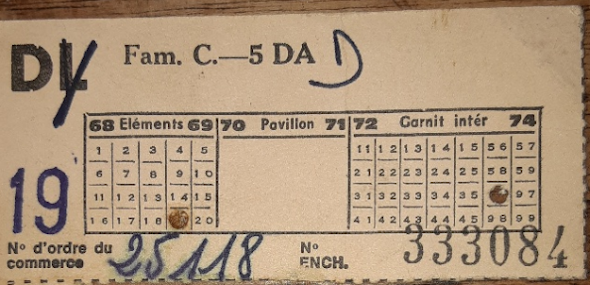 DL Fam. C.—5 DA D
68 Eléments 69 70 Pavillon 71 72 Garnit intér 74
1 2 3 4 5 11 12 13 14 15 56 57
6 7 8 9 10 21 22 23 24 25 58 59
11 12 13 14 15 31 32 33 34 35 97
16 17 18 20 41 42 43 44 45 98 99
19
N° d'ordre du commerce 25118 N° ENCH. 333084